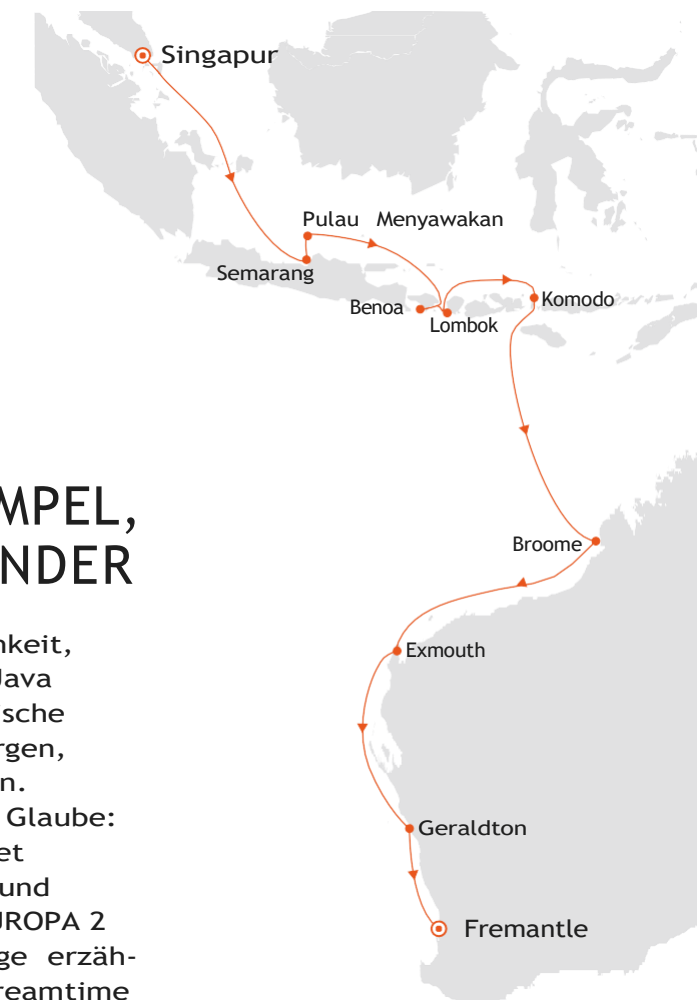 Singapur
Pulau Menyawakan
Semarang
Benoa
Lombok
Komodo
Broome
Exmouth
Geraldton
Fremantle
MPEL,
NDER
nkeit,
Java
ische
rgen,
n.
Glaube:
et
und
UROPA 2
ge erzäh-
reamtime